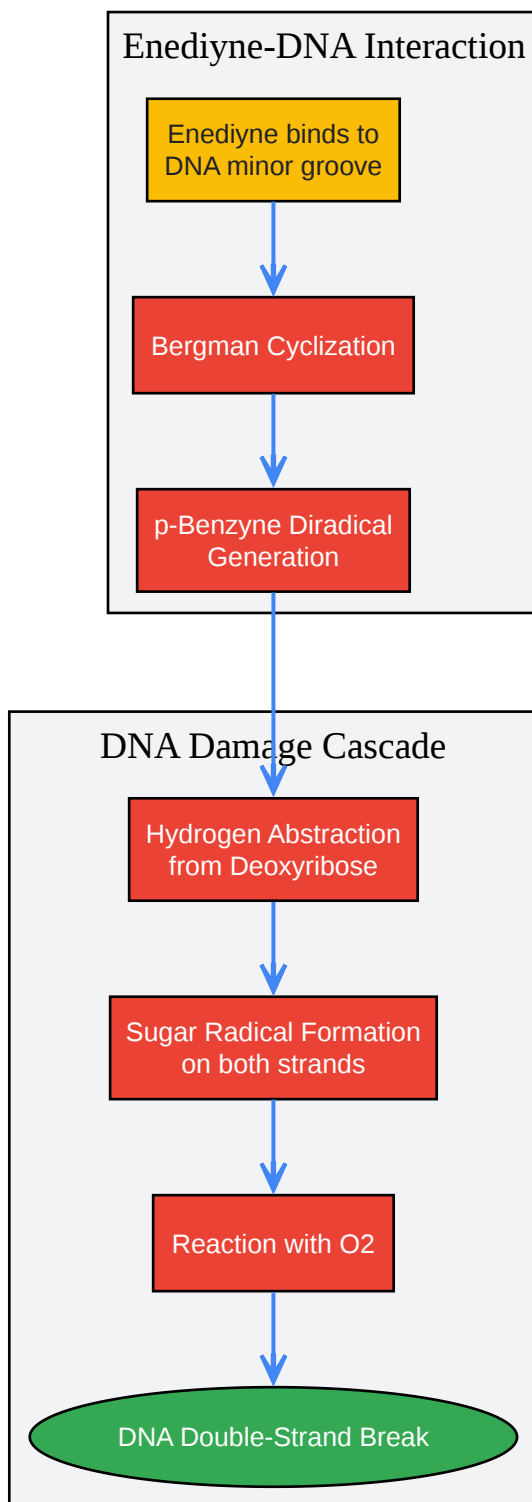 Enediyne-DNA Interaction
Enediyne binds to
DNA minor groove
Bergman Cyclization
p-Benzyne Diradical
Generation
DNA Damage Cascade
Hydrogen Abstraction
from Deoxyribose
Sugar Radical Formation
on both strands
Reaction with O2
DNA Double-Strand Break